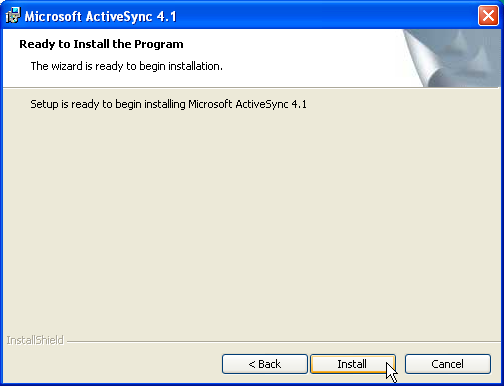 Microsoft ActiveSync 4.1
Ready to Install the Program
The wizard is ready to begin installation.
Setup is ready to begin installing Microsoft ActiveSync 4.1
InstallShield
< Back
Install
Cancel